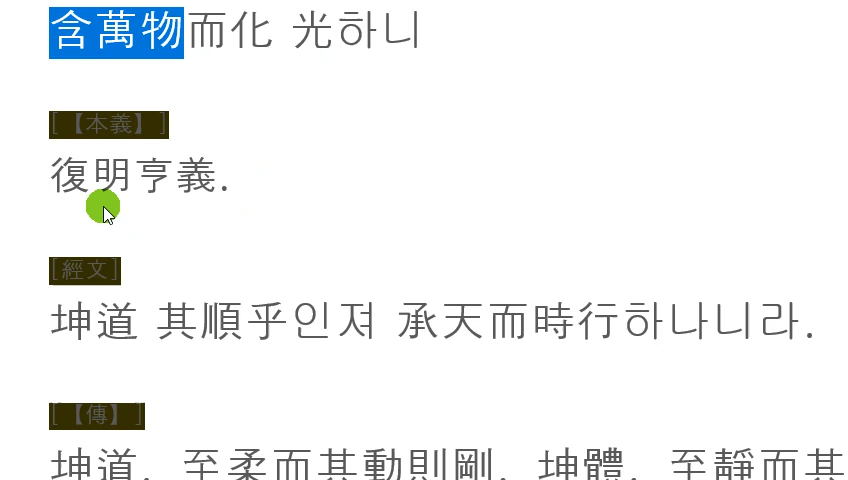 含萬物而化 光하니
[【本義】]
復明亨義.
[經文]
坤道 其順乎인져 承天而時行하나니라.
[【傳】]
坤道, 至柔而其動則剛, 坤體, 至靜而其